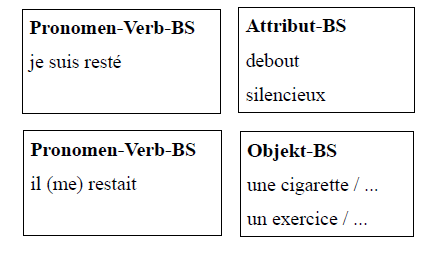 Pronomen-Verb-BS
je suis resté
Attribut-BS
debout
silencieux
Pronomen-Verb-BS
il (me) restait
Objekt-BS
une cigarette / ...
un exercice / ...